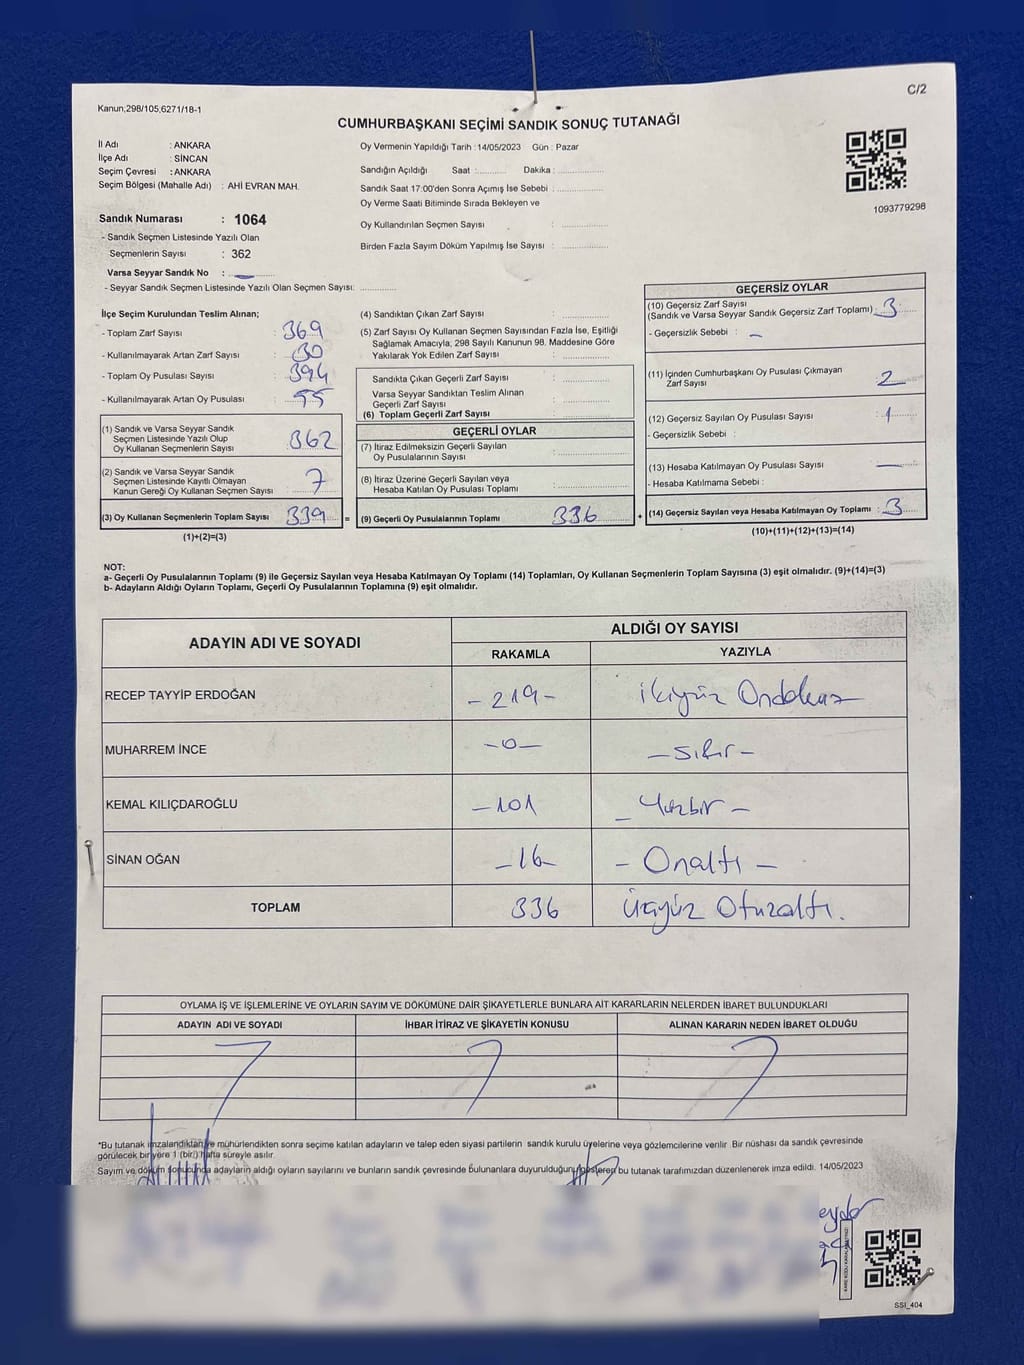 C/2
Kanun;298/105,6271/18-1
CUMHURBAŞKANI SEÇİMİ SANDIK SONUÇ TUTANAĞI
İl Adı : ANKARA
İlçe Adı : SİNCAN
Seçim Çevresi : ANKARA
Seçim Bölgesi (Mahalle Adı) : AHİ EVRAN MAH.
Sandık Numarası : 1064
- Sandık Seçmen Listesinde Yazılı Olan
Seçmenlerin Sayısı : 362
Varsa Seyyar Sandık No :
- Seyyar Sandık Seçmen Listesinde Yazılı Olan Seçmen Sayısı:
Oy Vermenin Yapıldığı Tarih : 14/05/2023 Gün : Pazar
Sandığın Açıldığı Saat : Dakika :
Sandık Saat 17:00'den Sonra Açımış İse Sebebi :
Oy Verme Saati Bitiminde Sırada Bekleyen ve
Oy Kullandırılan Seçmen Sayısı :
Birden Fazla Sayım Döküm Yapılmış İse Sayısı :
1093779298
İlçe Seçim Kurulundan Teslim Alınan;
- Toplam Zarf Sayısı : 369
- Kullanılmayarak Artan Zarf Sayısı : 30
- Toplam Oy Pusulası Sayısı : 394
- Kullanılmayarak Artan Oy Pusulası : 55
(1) Sandık ve Varsa Seyyar Sandık
Seçmen Listesinde Yazılı Olup
Oy Kullanan Seçmenlerin Sayısı : 362
(2) Sandık ve Varsa Seyyar Sandık
Seçmen Listesinde Kayıtlı Olmayan
Kanun Gereği Oy Kullanan Seçmen Sayısı : 7
(3) Oy Kullanan Seçmenlerin Toplam Sayısı : 339 =
(1)+(2)=(3)
(4) Sandıktan Çıkan Zarf Sayısı :
(5) Zarf Sayısı Oy Kullanan Seçmen Sayısından Fazla İse, Eşitliği
Sağlamak Amacıyla, 298 Sayılı Kanunun 98. Maddesine Göre
Yakılarak Yok Edilen Zarf Sayısı :
Sandıkta Çıkan Geçerli Zarf Sayısı :
Varsa Seyyar Sandıktan Teslim Alınan
Geçerli Zarf Sayısı :
(6) Toplam Geçerli Zarf Sayısı :
GEÇERLİ OYLAR
(7) İtiraz Edilmeksizin Geçerli Sayılan
Oy Pusulalarının Sayısı :
(8) İtiraz Üzerine Geçerli Sayılan veya
Hesaba Katılan Oy Pusulası Toplamı :
(9) Geçerli Oy Pusulalarının Toplamı 336 +
GEÇERSİZ OYLAR
(10) Geçersiz Zarf Sayısı
(Sandık ve Varsa Seyyar Sandık Geçersiz Zarf Toplamı) : 3
- Geçersizlik Sebebi : –
(11) İçinden Cumhurbaşkanı Oy Pusulası Çıkmayan
Zarf Sayısı : 2
(12) Geçersiz Sayılan Oy Pusulası Sayısı : 1
- Geçersizlik Sebebi :
(13) Hesaba Katılmayan Oy Pusulası Sayısı : —
- Hesaba Katılmama Sebebi :
(14) Geçersiz Sayılan veya Hesaba Katılmayan Oy Toplamı : 3
(10)+(11)+(12)+(13)=(14)
NOT:
a- Geçerli Oy Pusulalarının Toplamı (9) ile Geçersiz Sayılan veya Hesaba Katılmayan Oy Toplamı (14) Toplamları, Oy Kullanan Seçmenlerin Toplam Sayısına (3) eşit olmalıdır. (9)+(14)=(3)
b- Adayların Aldığı Oyların Toplamı, Geçerli Oy Pusulalarının Toplamına (9) eşit olmalıdır.
ADAYIN ADI VE SOYADI
ALDIĞI OY SAYISI
RAKAMLA YAZIYLA
RECEP TAYYİP ERDOĞAN -219- ikiyüz Ondokuz
MUHARREM İNCE -0- -sıfır-
KEMAL KILIÇDAROĞLU -101 - Yüzbir -
SİNAN OĞAN -16- - Onaltı -
TOPLAM 336 Üçyüz Otuzaltı.
OYLAMA İŞ VE İŞLEMLERİNE VE OYLARIN SAYIM VE DÖKÜMÜNE DAİR ŞİKAYETLERLE BUNLARA AİT KARARLARIN NELERDEN İBARET BULUNDUKLARI
ADAYIN ADI VE SOYADI İHBAR İTİRAZ VE ŞİKAYETİN KONUSU ALINAN KARARIN NEDEN İBARET OLDUĞU
*Bu tutanak imzalandıktan ve mühürlendikten sonra seçime katılan adayların ve talep eden siyasi partilerin sandık kurulu üyelerine veya gözlemcilerine verilir. Bir nüshası da sandık çevresinde
görülecek bir yere 1 (bir) hafta süreyle asılır.
Sayım ve döküm sonucunda adayların aldığı oyların sayılarını ve bunların sandık çevresinde bulunanlara duyurulduğunu gösteren bu tutanak tarafımızdan düzenlenerek imza edildi. 14/05/2023
SSI_404